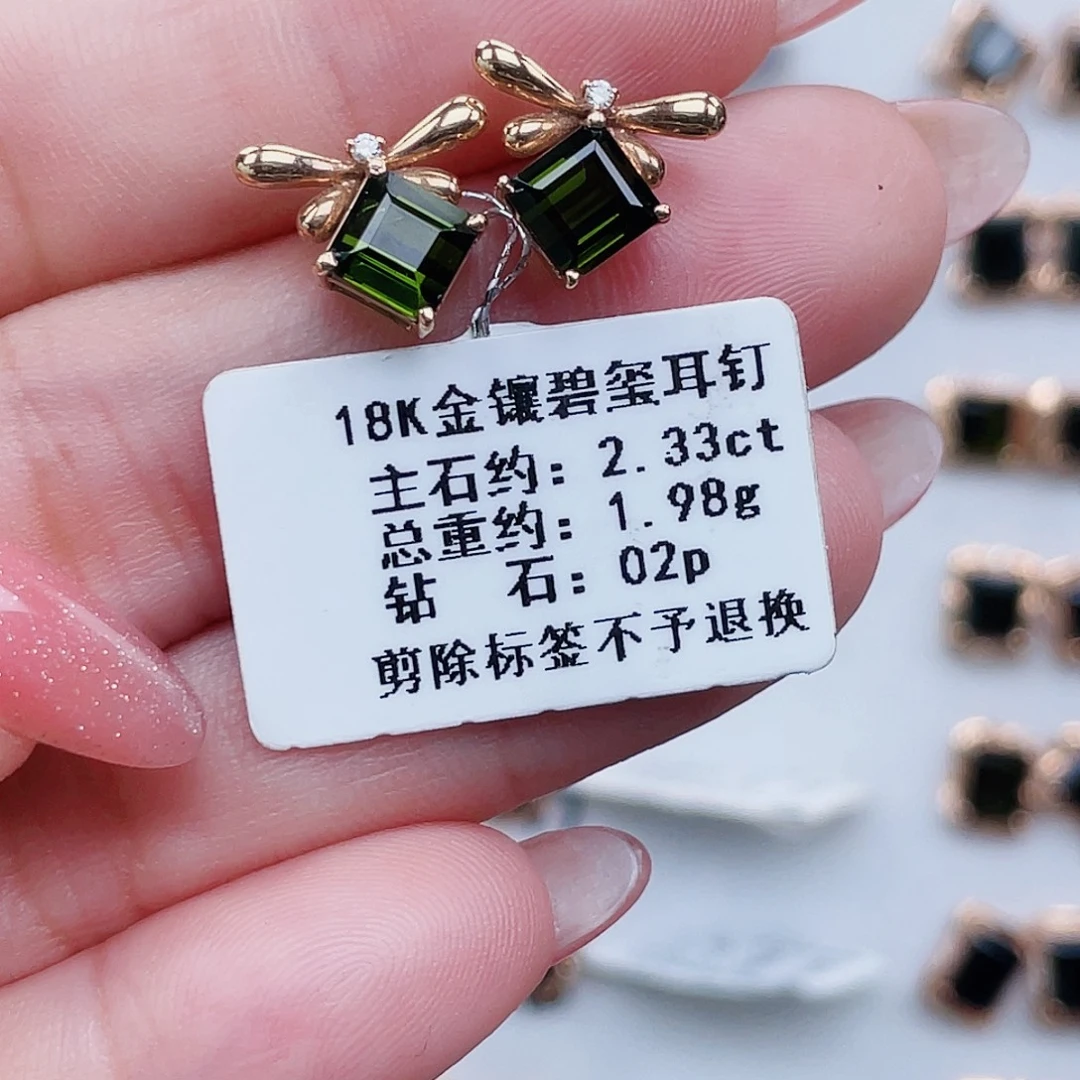 18K金镶碧玺耳钉
主石约：2.33ct
总重约：1.98g
钻 石：02p
剪除标签不予退换